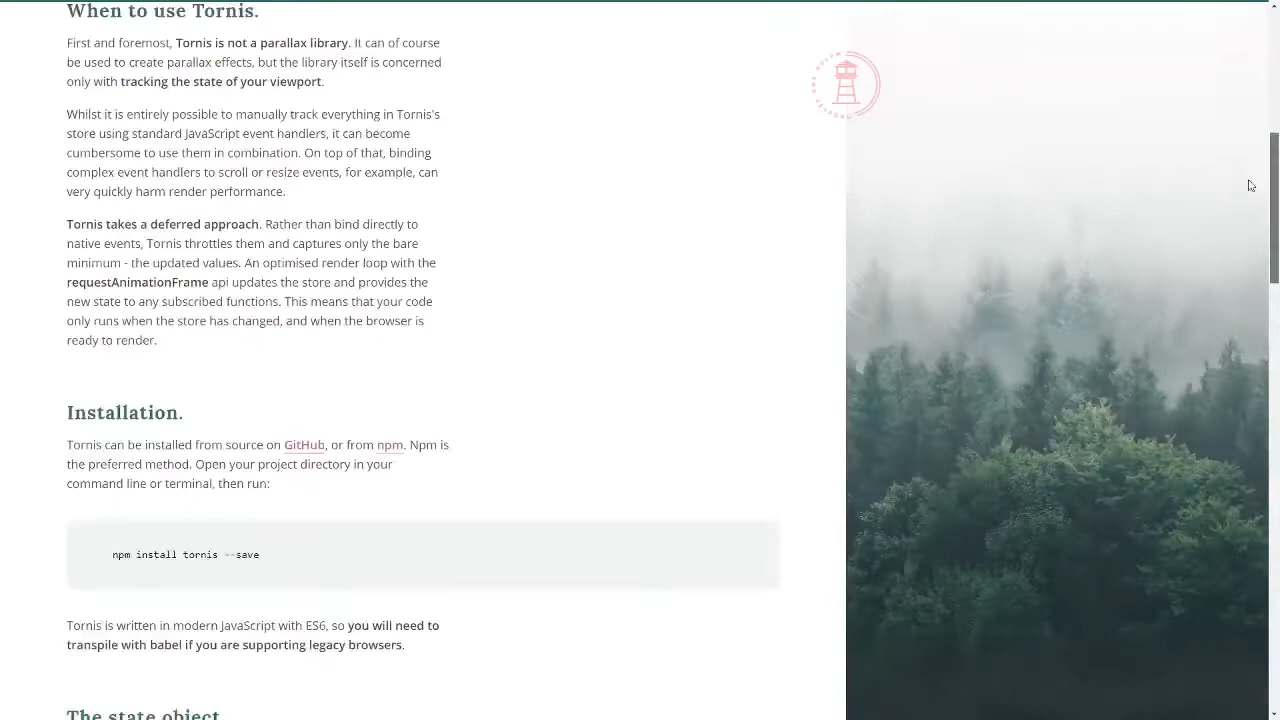 When to use Tornis.
First and foremost, Tornis is not a parallax library. It can of course
be used to create parallax effects, but the library itself is concerned
only with tracking the state of your viewport.
Whilst it is entirely possible to manually track everything in Tornis's
store using standard JavaScript event handlers, it can become
cumbersome to use them in combination. On top of that, binding
complex event handlers to scroll or resize events, for example, can
very quickly harm render performance.
Tornis takes a deferred approach. Rather than bind directly to
native events, Tornis throttles them and captures only the bare
minimum - the updated values. An optimised render loop with the
requestAnimationFrame api updates the store and provides the
new state to any subscribed functions. This means that your code
only runs when the store has changed, and when the browser is
ready to render.
Installation.
Tornis can be installed from source on GitHub, or from npm. Npm is
the preferred method. Open your project directory in your
command line or terminal, then run:
npm install tornis --save
Tornis is written in modern JavaScript with ES6, so you will need to
transpile with babel if you are supporting legacy browsers.
The state object